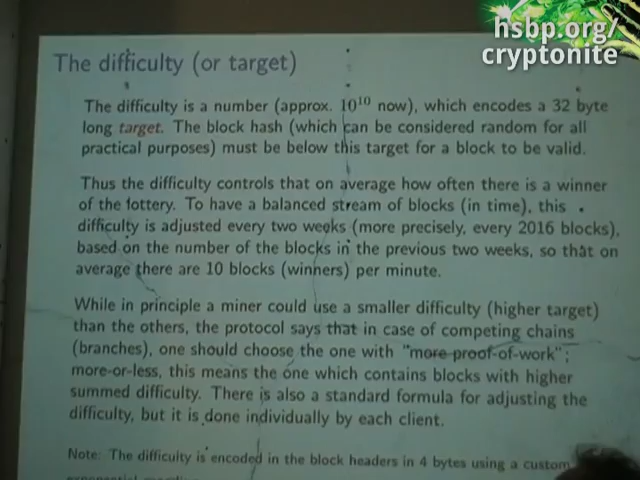 hsbp.org/
cryptonite
The difficulty (or target)
The difficulty is a number (approx. 10¹⁰ now), which encodes a 32 byte
long target. The block hash (which can be considered random for all
practical purposes) must be below this target for a block to be valid.
Thus the difficulty controls that on average how often there is a winner
of the lottery. To have a balanced stream of blocks (in time), this
difficulty is adjusted every two weeks (more precisely, every 2016 blocks),
based on the number of the blocks in the previous two weeks, so that on
average there are 10 blocks (winners) per minute.
While in principle a miner could use a smaller difficulty (higher target)
than the others, the protocol says that in case of competing chains
(branches), one should choose the one with "more proof-of-work";
more-or-less, this means the one which contains blocks with higher
summed difficulty. There is also a standard formula for adjusting the
difficulty, but it is done individually by each client.
Note: The difficulty is encoded in the block headers in 4 bytes using a custom